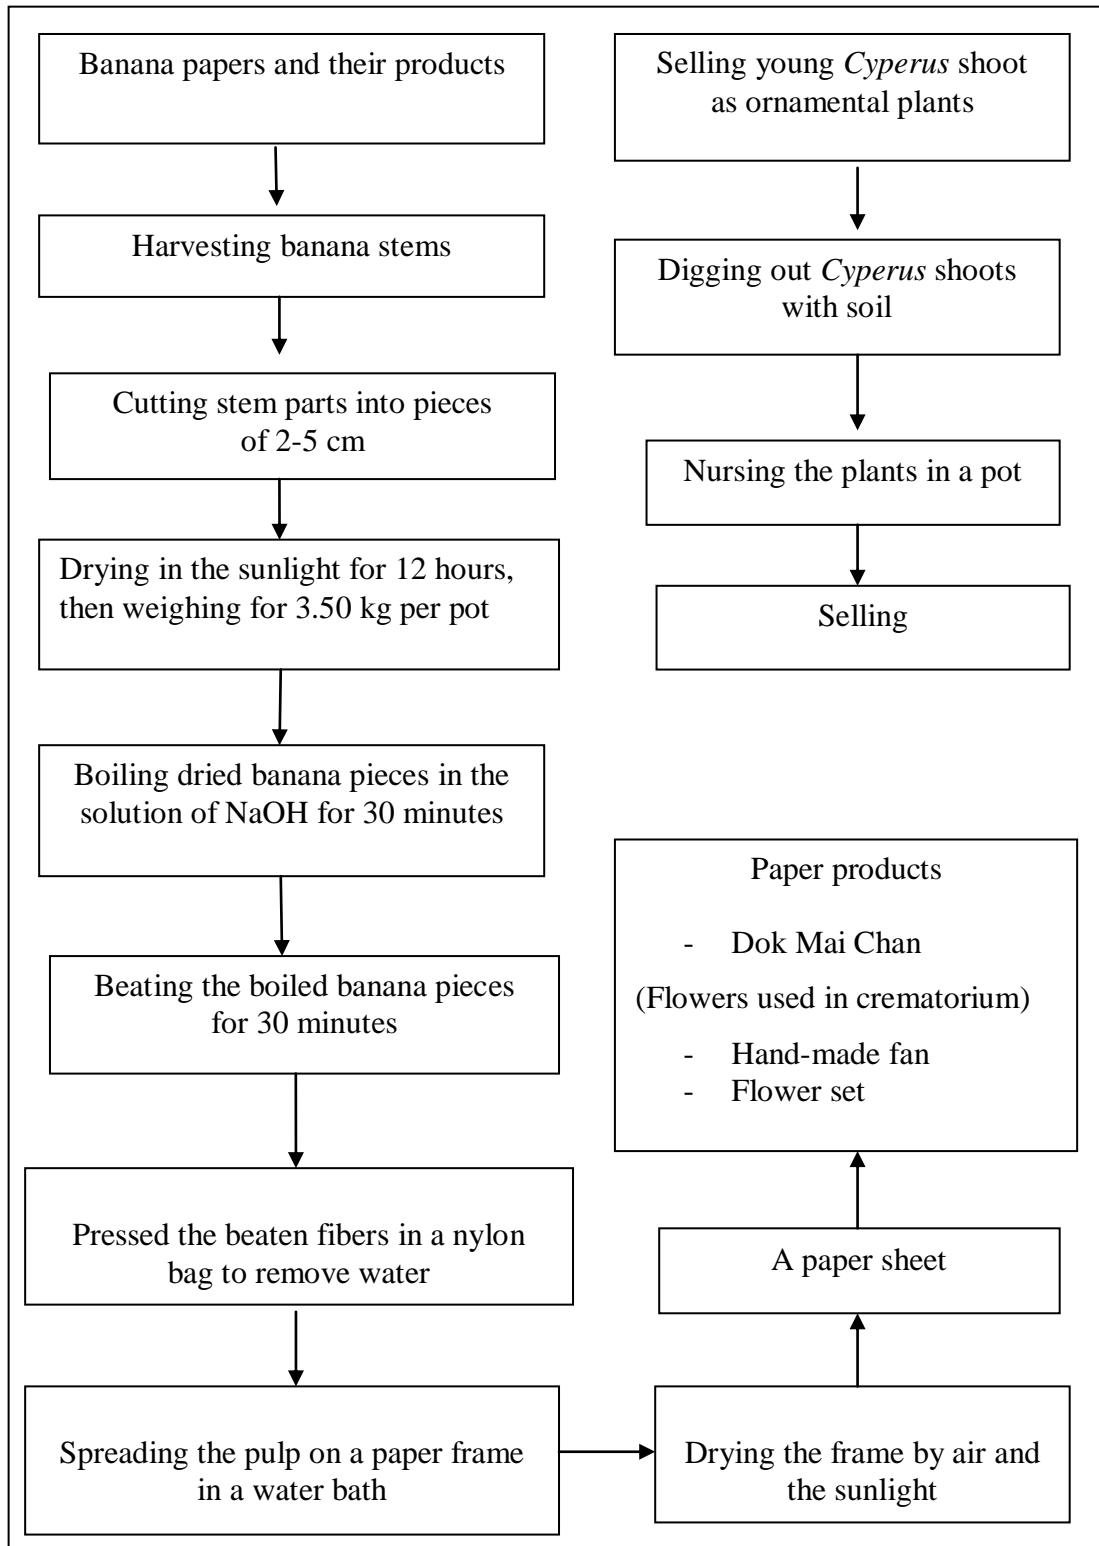 Banana papers and their products
Harvesting banana stems
Cutting stem parts into pieces
of 2-5 cm
Drying in the sunlight for 12 hours,
then weighing for 3.50 kg per pot
Boiling dried banana pieces in the
solution of NaOH for 30 minutes
Beating the boiled banana pieces
for 30 minutes
Pressed the beaten fibers in a nylon
bag to remove water
Spreading the pulp on a paper frame
in a water bath
Drying the frame by air and
the sunlight
A paper sheet
Paper products
- Dok Mai Chan
(Flowers used in crematorium)
- Hand-made fan
- Flower set
Selling young Cyperus shoot
as ornamental plants
Digging out Cyperus shoots
with soil
Nursing the plants in a pot
Selling